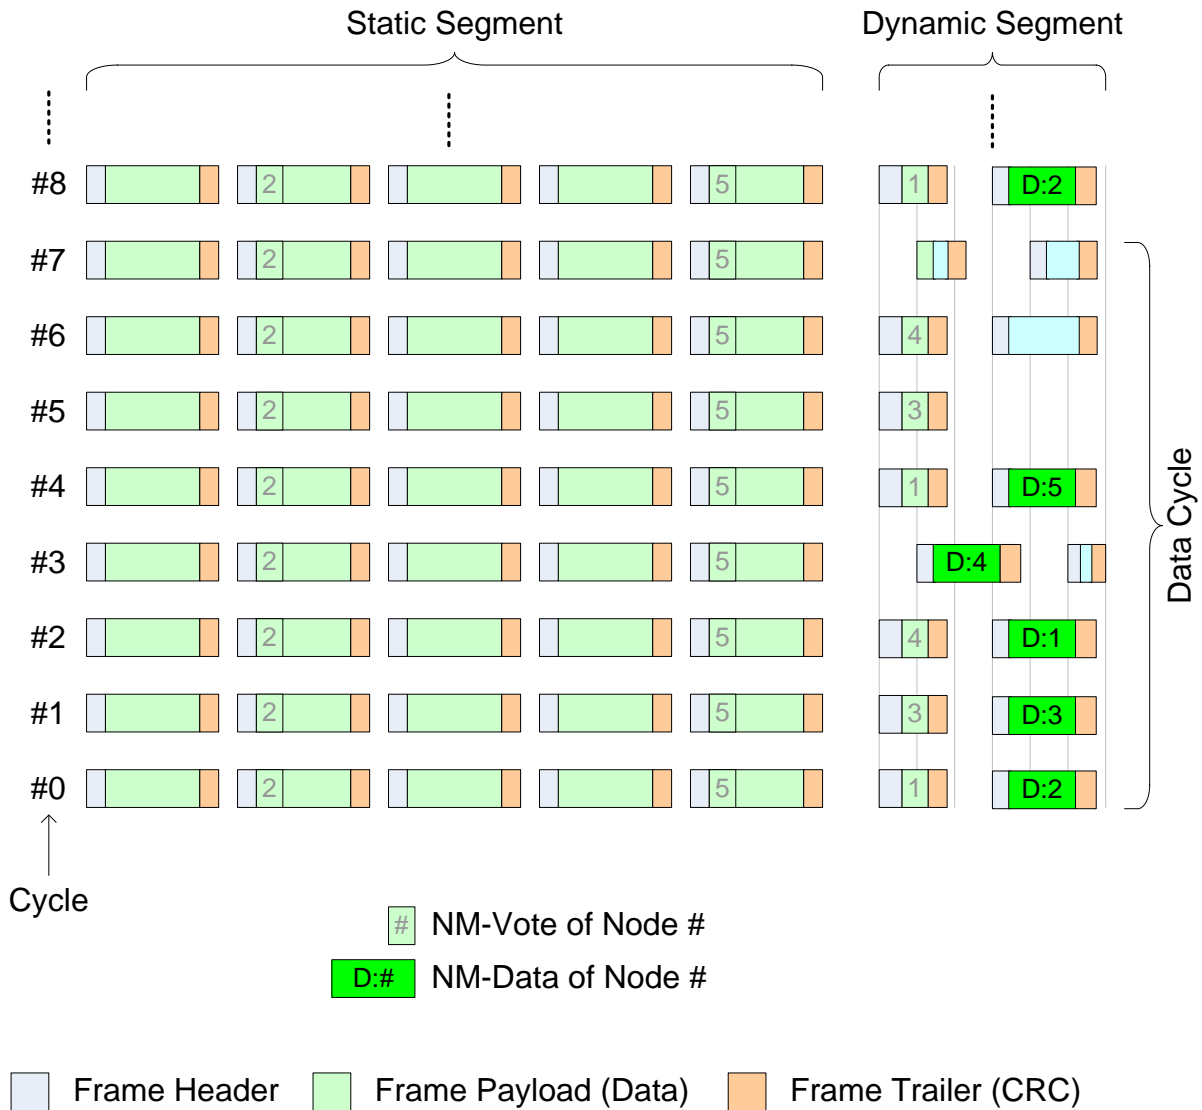 Static Segment Dynamic Segment
#8 2 5 1 D:2
#7 2 5
#6 2 5 4
#5 2 5 3
#4 2 5 1 D:5
#3 2 5 D:4
#2 2 5 4 D:1
#1 2 5 3 D:3
#0 2 5 1 D:2
Data Cycle
Cycle
# NM-Vote of Node #
D:# NM-Data of Node #
Frame Header Frame Payload (Data) Frame Trailer (CRC)